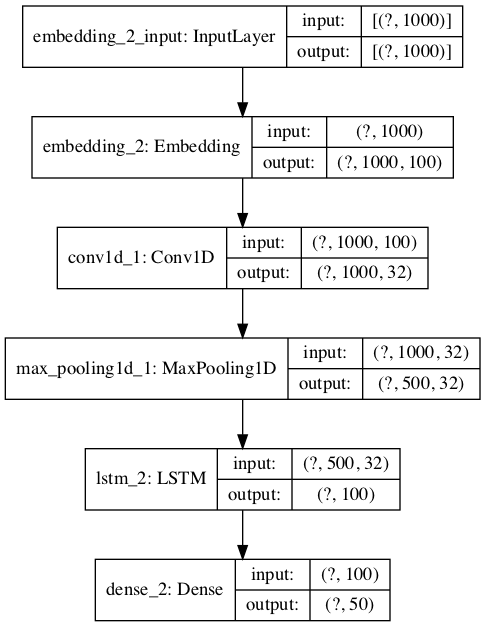 embedding_2_input: InputLayer
input:
[(?, 1000)]
output:
[(?, 1000)]
embedding_2: Embedding
input:
(?, 1000)
output:
(?, 1000, 100)
conv1d_1: Conv1D
input:
(?, 1000, 100)
output:
(?, 1000, 32)
max_pooling1d_1: MaxPooling1D
input:
(?, 1000, 32)
output:
(?, 500, 32)
lstm_2: LSTM
input:
(?, 500, 32)
output:
(?, 100)
dense_2: Dense
input:
(?, 100)
output:
(?, 50)